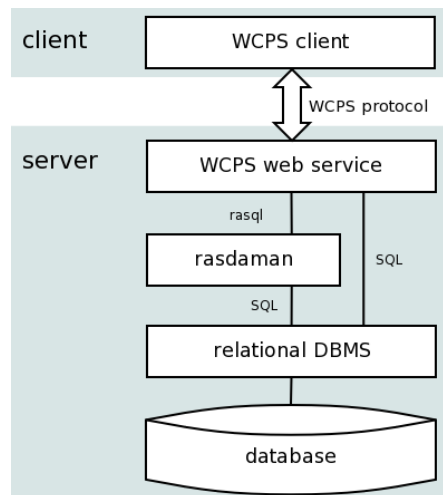 client
WCPS client
WCPS protocol
server
WCPS web service
rasql
rasdaman
SQL
SQL
relational DBMS
database